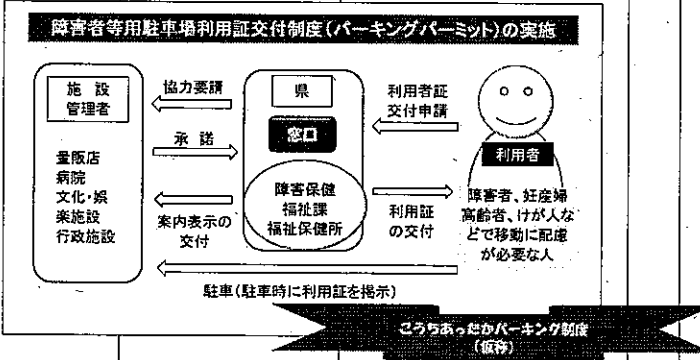 障害者等用駐車場利用証交付制度(パーキングパーミット)の実施
施 設
管理者
量販店
病院
文化・娯
楽施設
行政施設
協力要請
承 諾
案内表示の
交付
県
窓口
障害保健
福祉課
福祉保健所
利用者証
交付申請
利用証
の交付
利用者
障害者、妊産婦
高齢者、けが人な
どで移動に配慮
が必要な人
駐車(駐車時に利用証を掲示)
こうちあったかパーキング制度
(仮称)